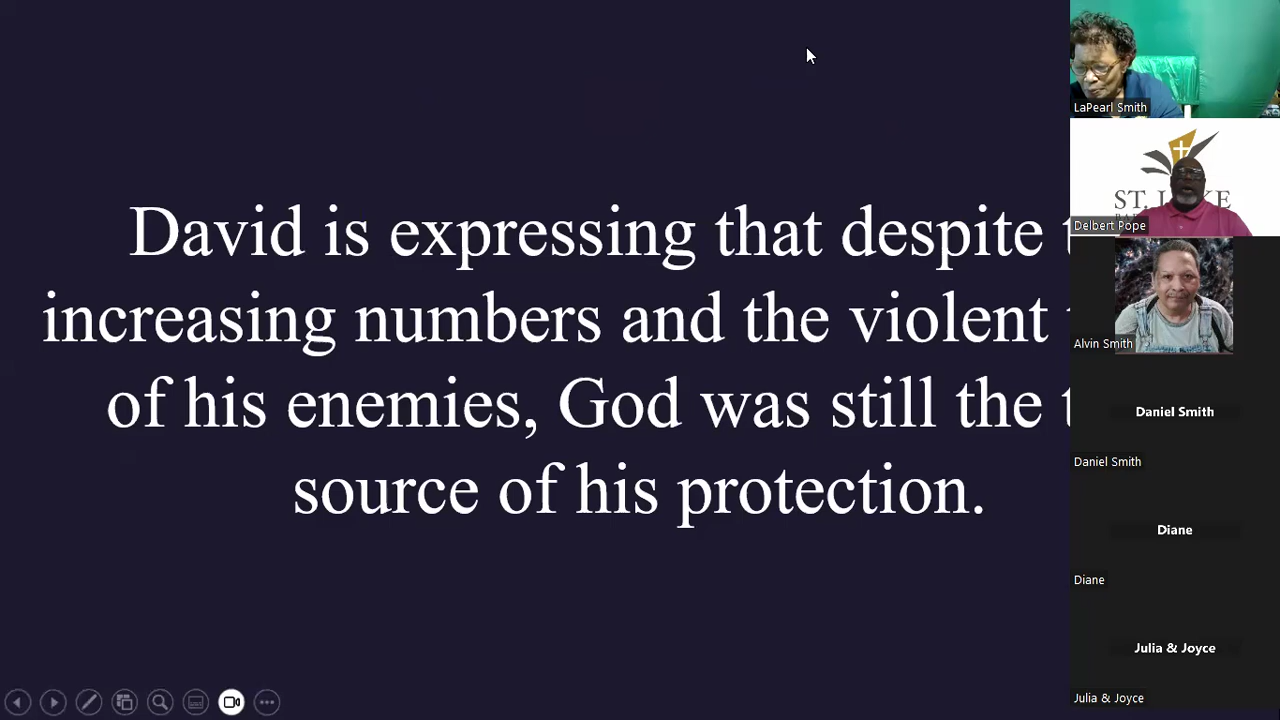 David is expressing that despite
increasing numbers and the violent
of his enemies, God was still the
source of his protection.
LaPearl Smith
ST.
Delbert Pope
Alvin Smith
Daniel Smith
Daniel Smith
Diane
Diane
Julia & Joyce
Julia & Joyce